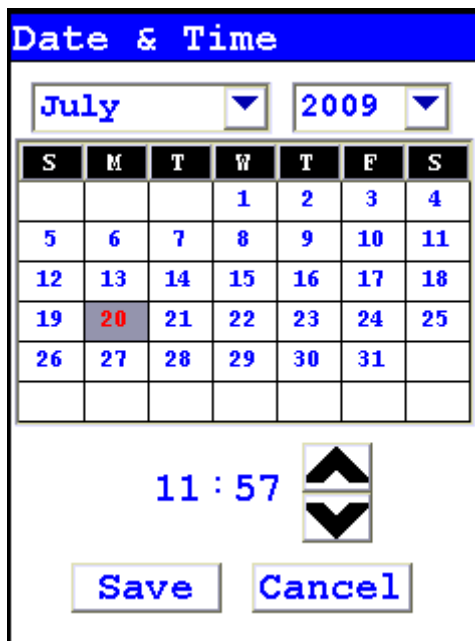 Date & Time
July 2009
S M T W T F S
1 2 3 4
5 6 7 8 9 10 11
12 13 14 15 16 17 18
19 20 21 22 23 24 25
26 27 28 29 30 31
11:57
Save Cancel